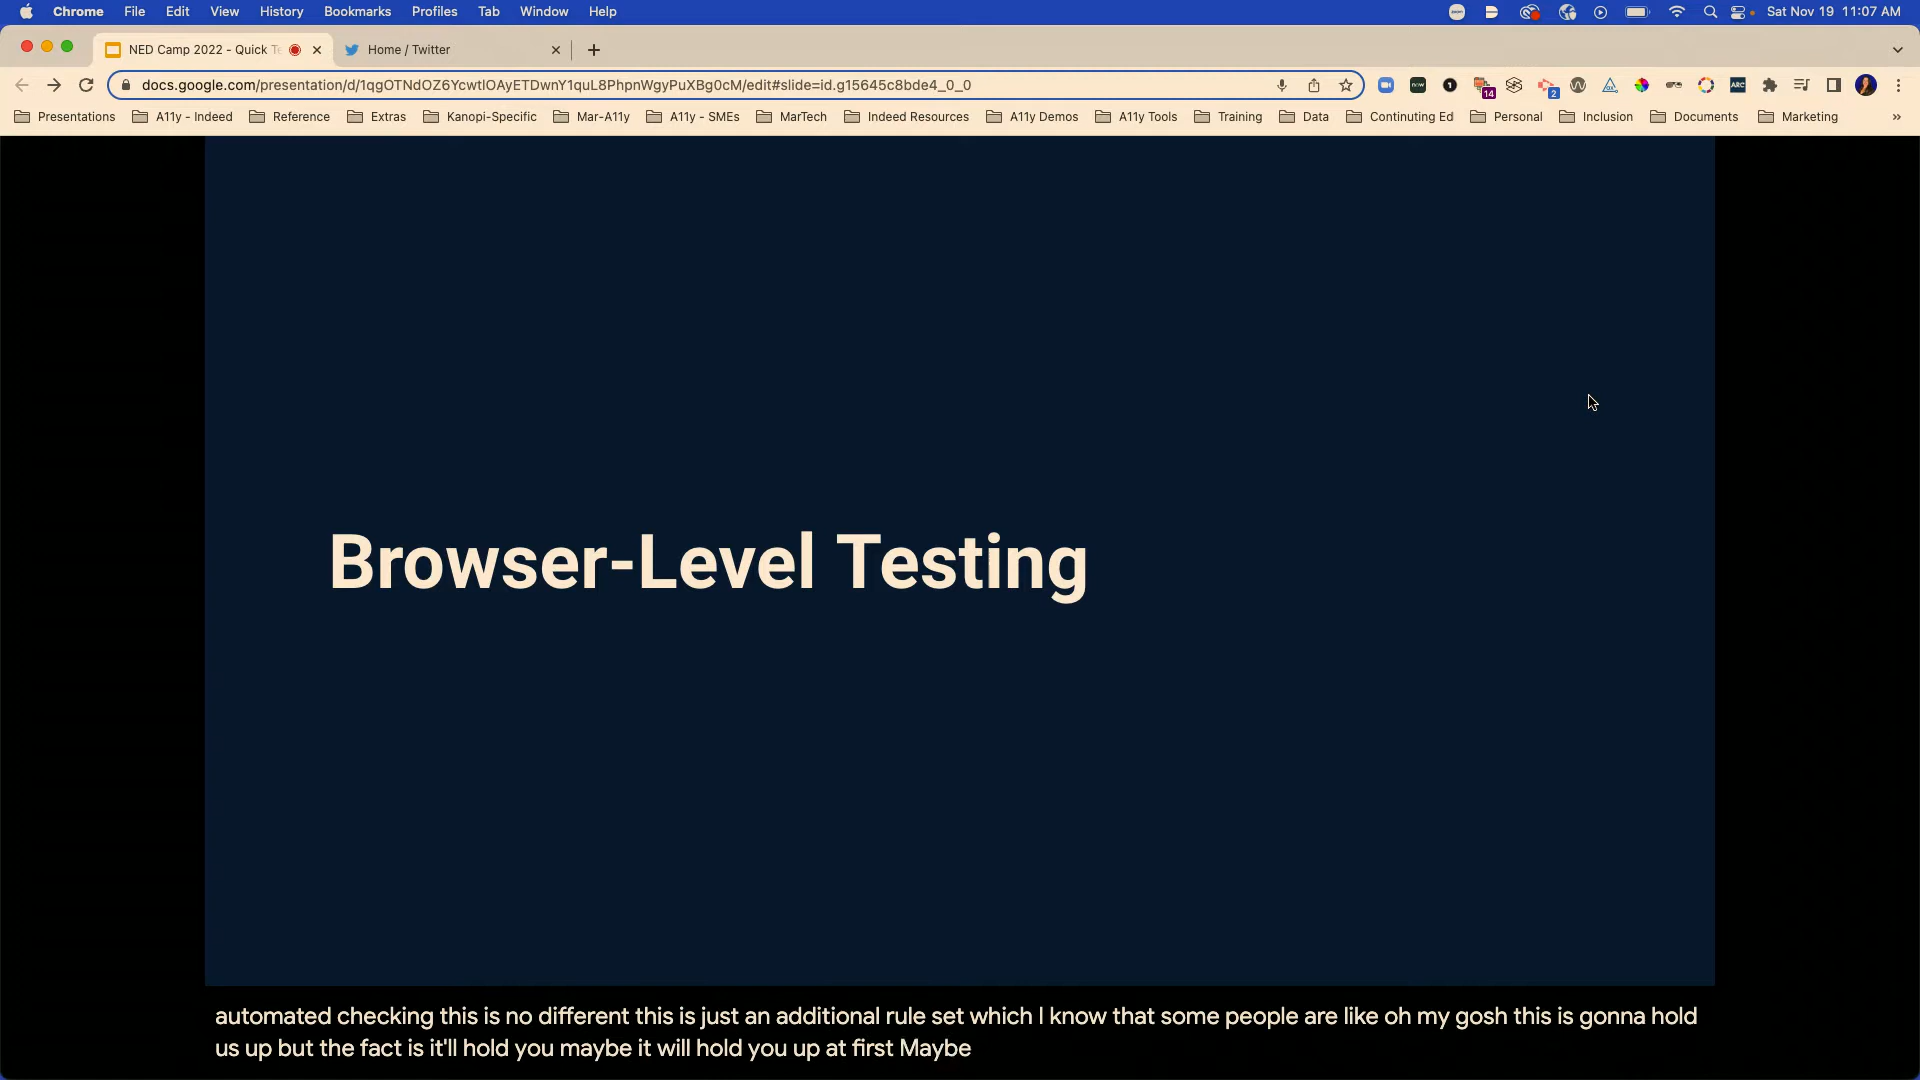 Chrome File Edit View History Bookmarks Profiles Tab Window Help Sat Nov 19 11:07 AM
NED Camp 2022 - Quick Home / Twitter
docs.google.com/presentation/d/1qgOTNdOZ6YcwtlOAyETDwnY1quL8PhpnWgyPuXBg0cM/edit#slide=id.g15645c8bde4_0_0
14 2 ARC
Presentations A11y - Indeed Reference Extras Kanopi-Specific Mar-A11y A11y - SMEs MarTech Indeed Resources A11y Demos A11y Tools Training Data Continuting Ed Personal Inclusion Documents Marketing »
Browser-Level Testing
automated checking this is no different this is just an additional rule set which I know that some people are like oh my gosh this is gonna hold
us up but the fact is it'll hold you maybe it will hold you up at first Maybe